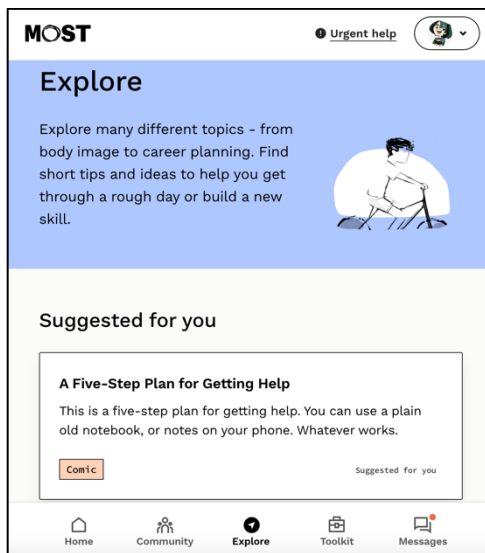 MOST
Urgent help
Explore
Explore many different topics - from
body image to career planning. Find
short tips and ideas to help you get
through a rough day or build a new
skill.
Suggested for you
A Five-Step Plan for Getting Help
This is a five-step plan for getting help. You can use a plain
old notebook, or notes on your phone. Whatever works.
Comic
Suggested for you
Home
Community
Explore
Toolkit
Messages